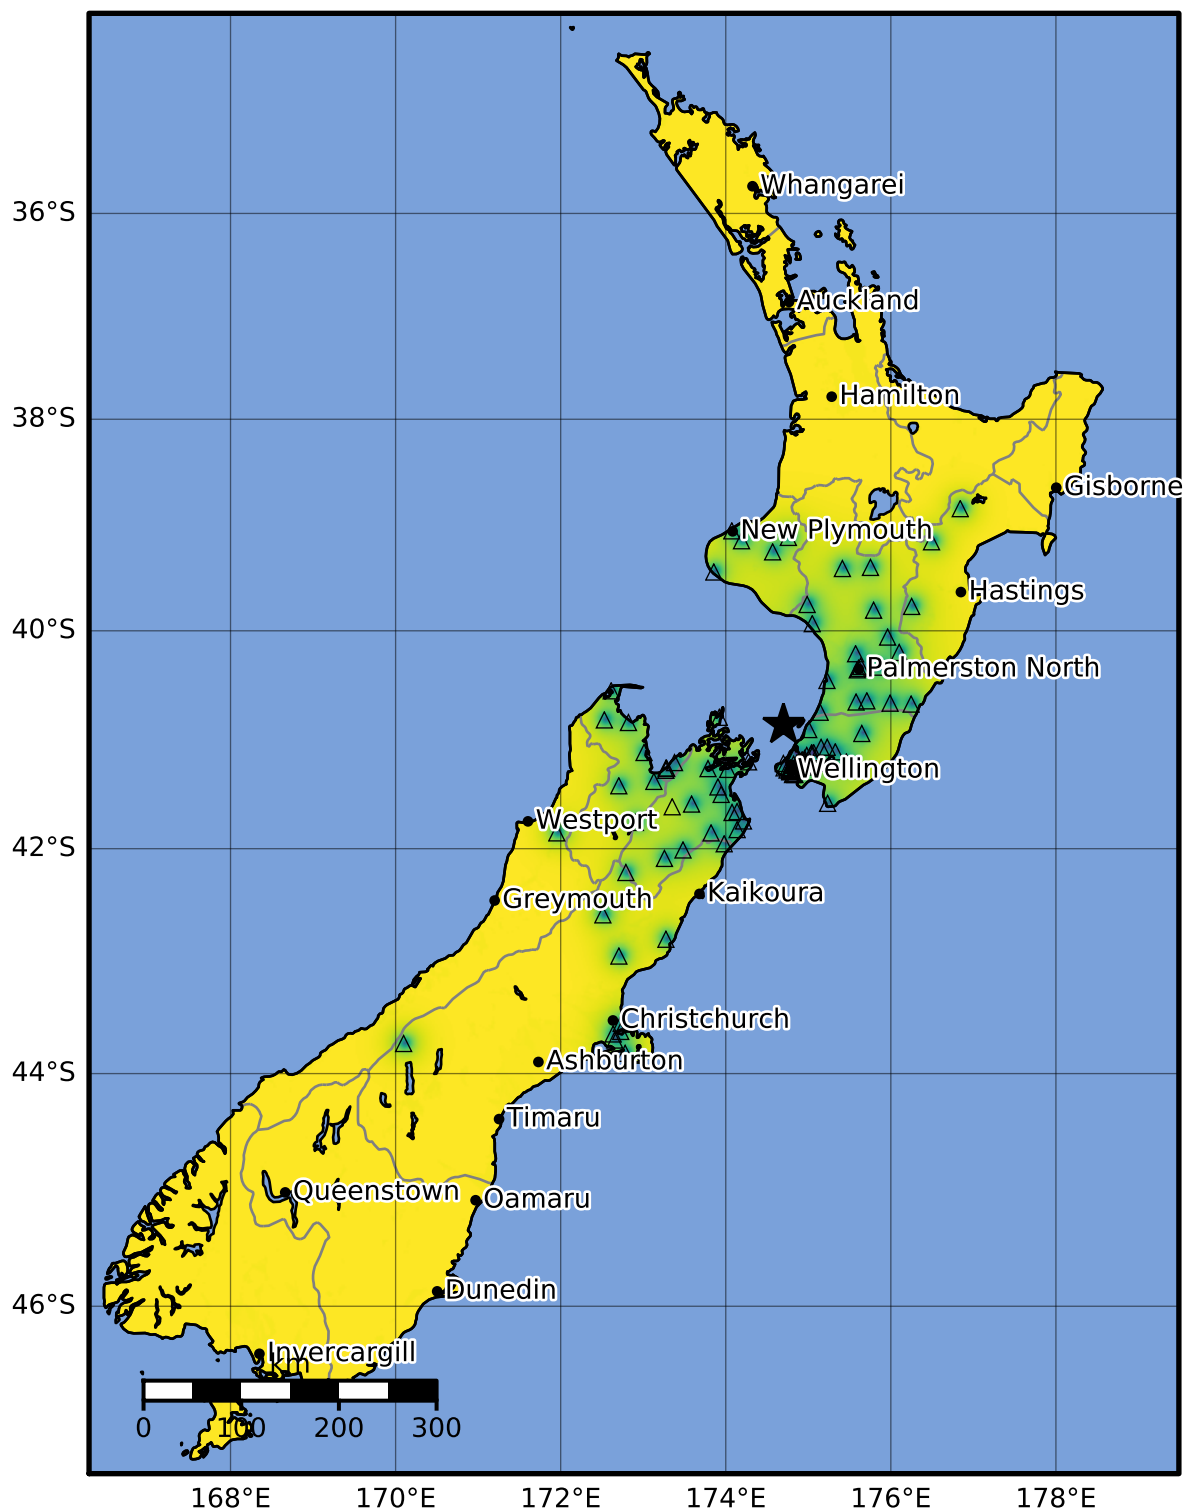 Whangarei
36°S
Auckland
Hamilton
38°S
Gisborne
New Plymouth
Hastings
40°S
Palmerston North
Wellington
Westport
42°S
Kaikoura
Greymouth
Christchurch
Ashburton
44°S
Timaru
Queenstown
Oamaru
Dunedin
46°S
Invercargill
km
0 100 200 300
168°E 170°E 172°E 174°E 176°E 178°E